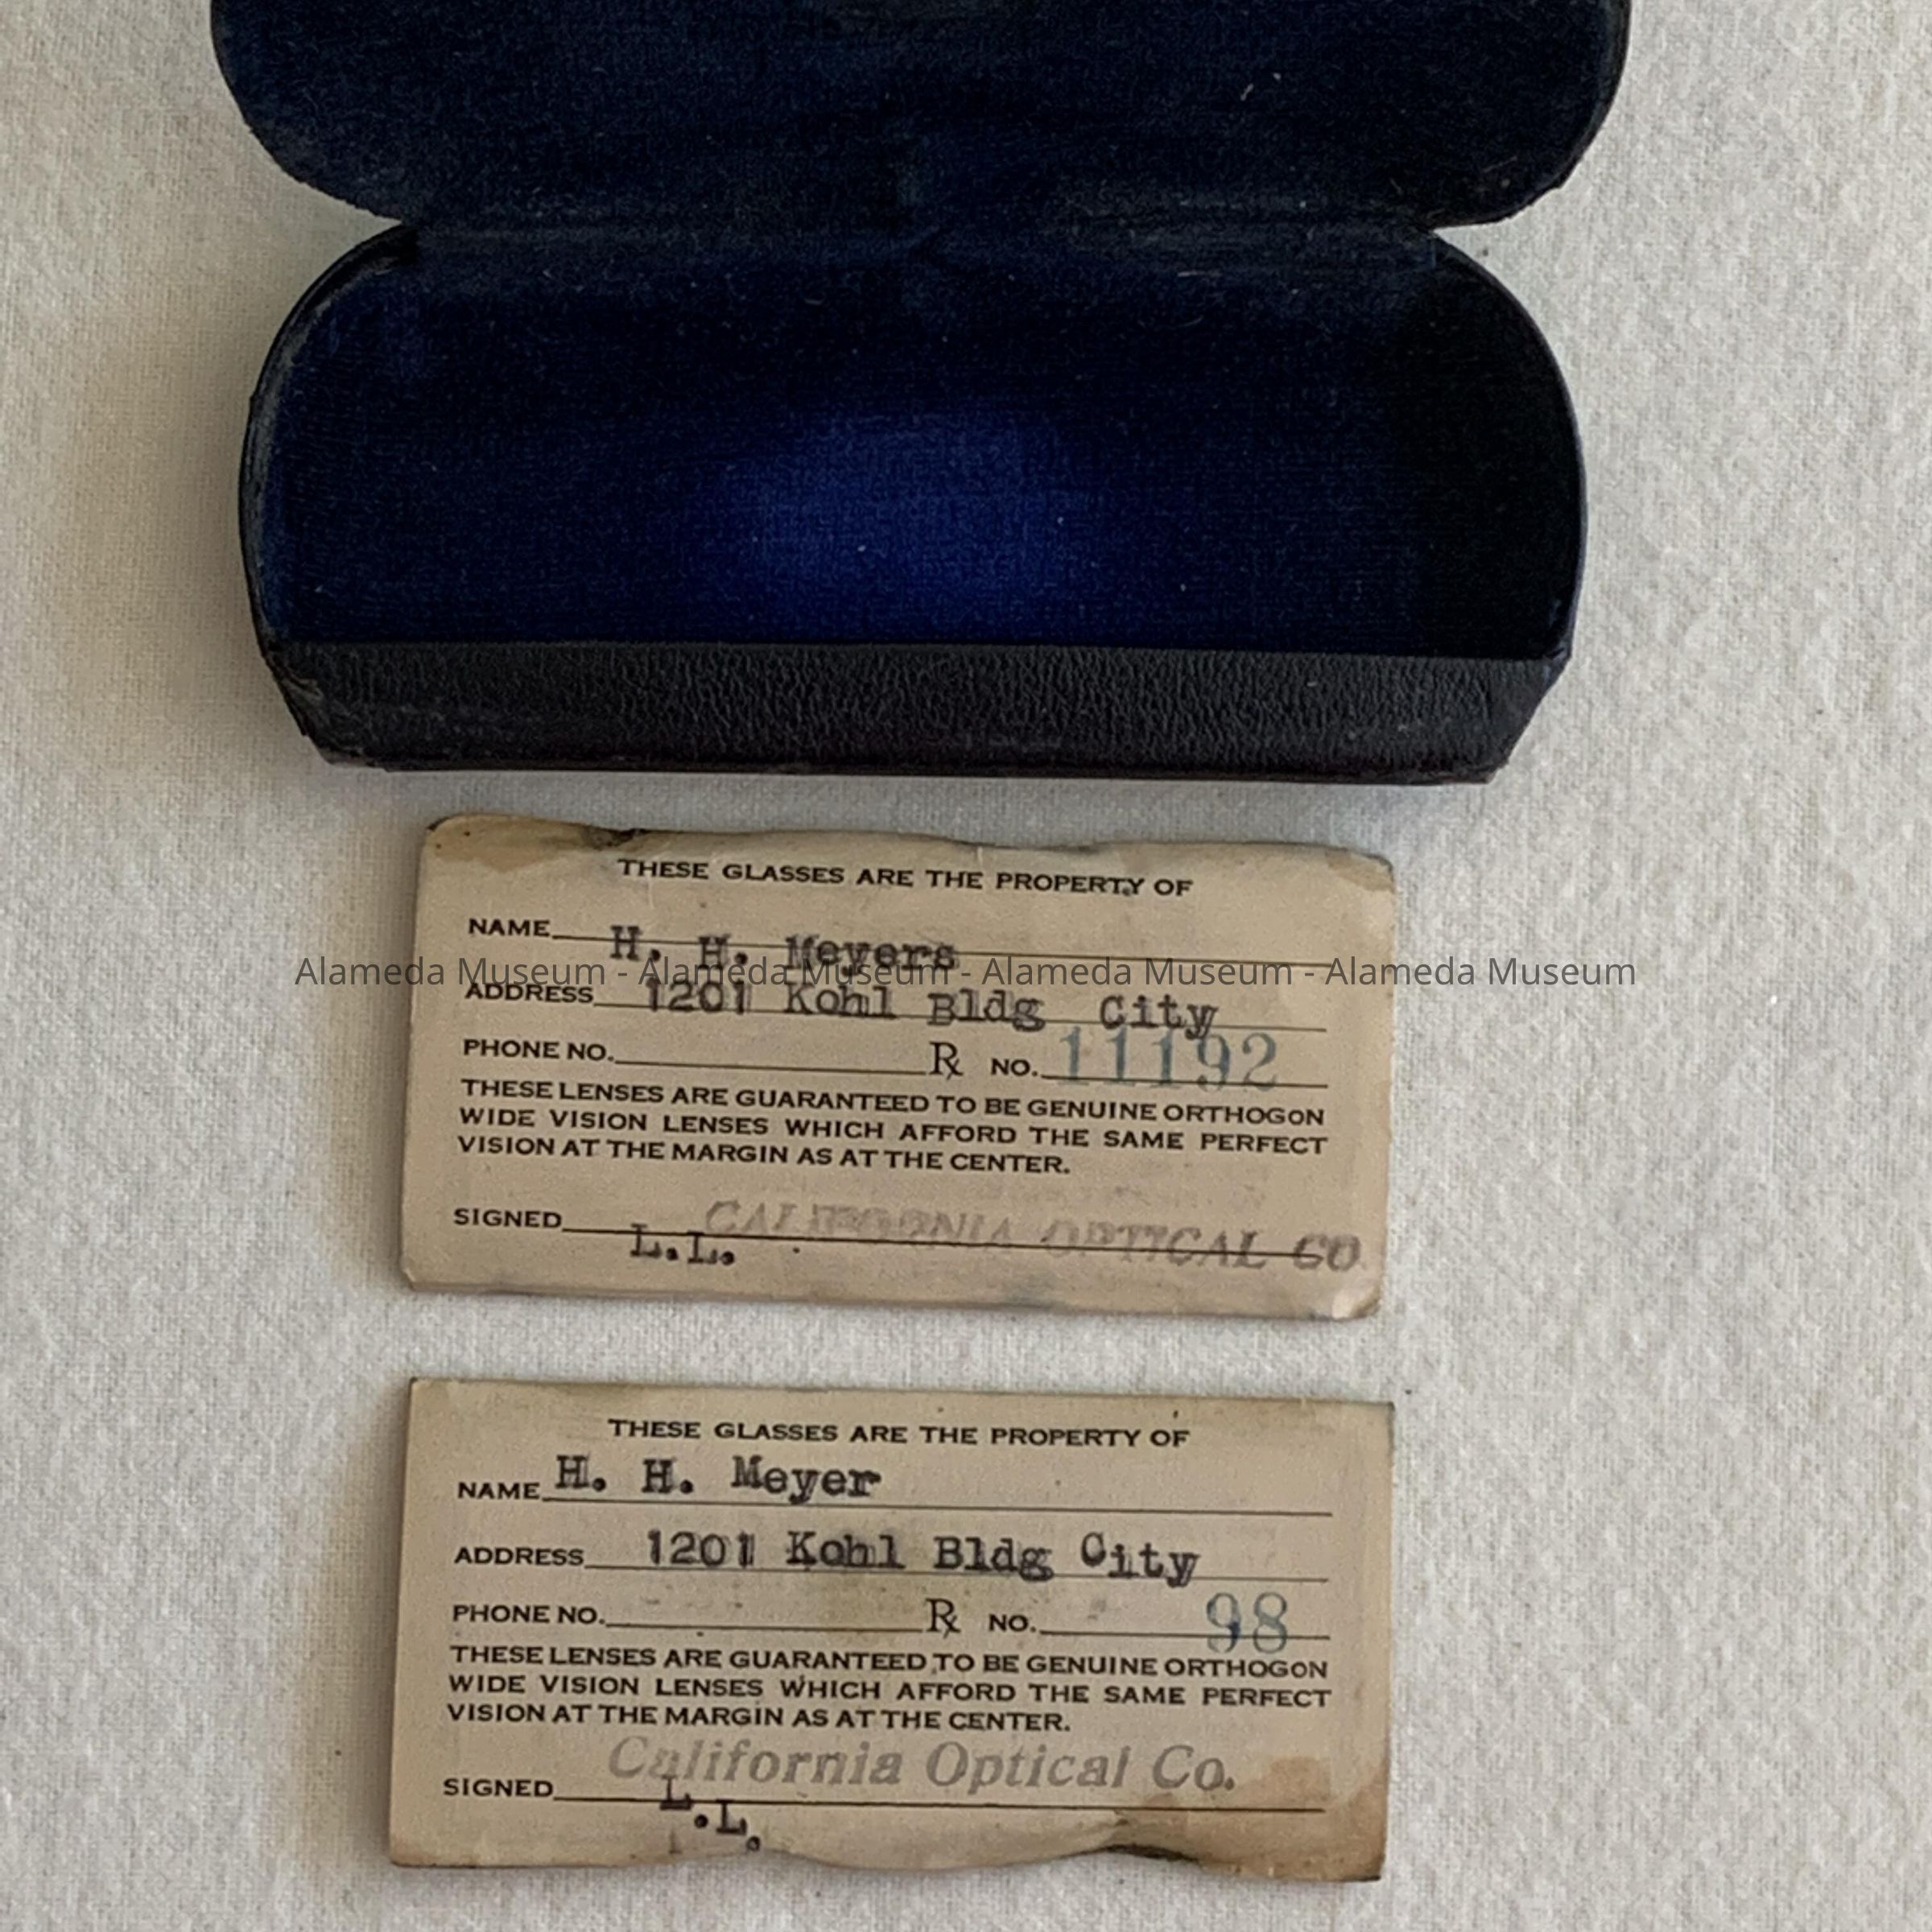 THESE GLASSES ARE THE PROPERTY OF
NAME H. H. Meyers
Alameda Museum - Alameda Museum - Alameda Museum - Alameda Museum
ADDRESS 1201 Kohl Bldg City
PHONE NO. ℞ NO. 11192
THESE LENSES ARE GUARANTEED TO BE GENUINE ORTHOGON
WIDE VISION LENSES WHICH AFFORD THE SAME PERFECT
VISION AT THE MARGIN AS AT THE CENTER.
SIGNED CALIFORNIA OPTICAL CO
L.L.
THESE GLASSES ARE THE PROPERTY OF
NAME H. H. Meyer
ADDRESS 1201 Kohl Bldg City
PHONE NO. ℞ NO. 98
THESE LENSES ARE GUARANTEED TO BE GENUINE ORTHOGON
WIDE VISION LENSES WHICH AFFORD THE SAME PERFECT
VISION AT THE MARGIN AS AT THE CENTER.
California Optical Co.
SIGNED L.L.